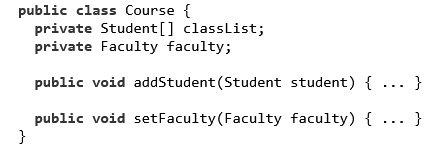 public class Course {
  private Student[] classList;
  private Faculty faculty;

  public void addStudent(Student student) { ... }

  public void setFaculty(Faculty faculty) { ... }
}